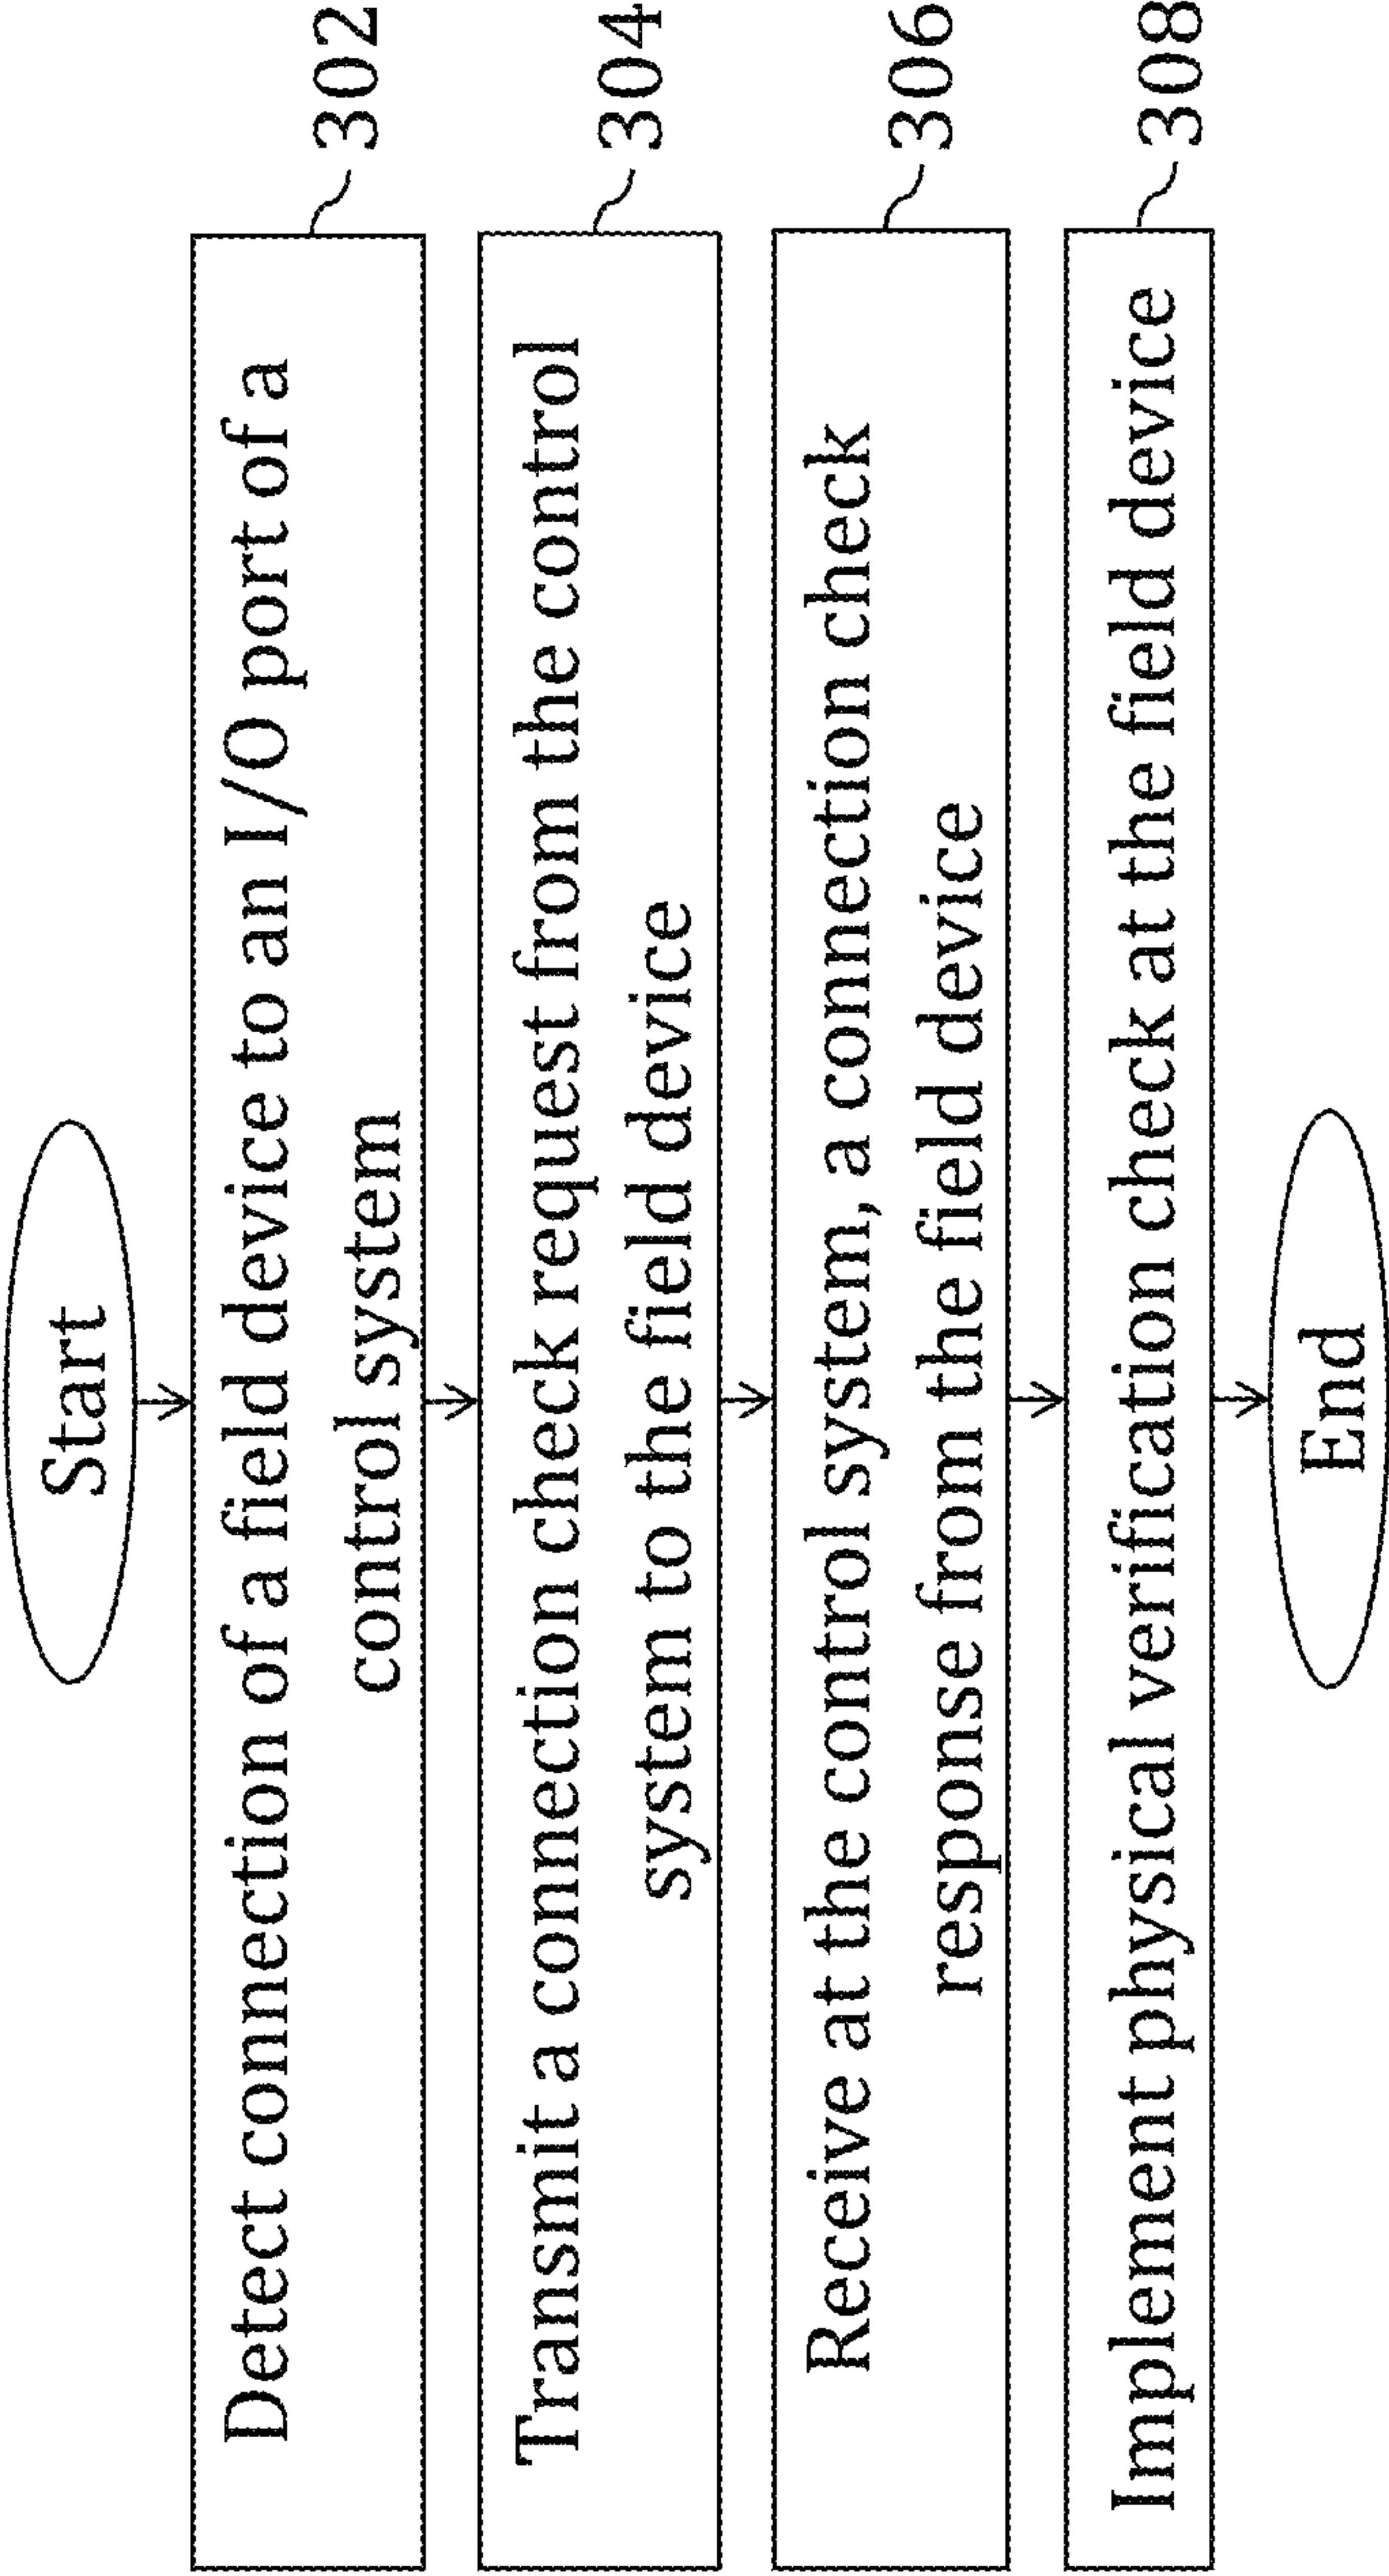 Start
Detect connection of a field device to an I/O port of a
control system
302
Transmit a connection check request from the control
system to the field device
304
Receive at the control system, a connection check
response from the field device
306
Implement physical verification check at the field device
308
End